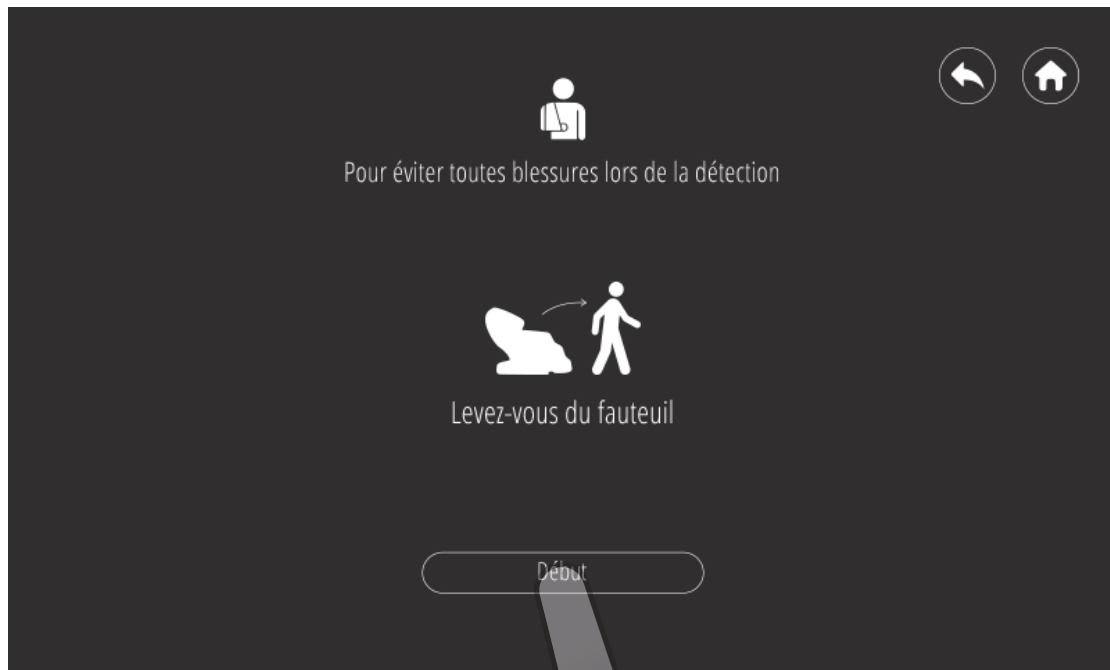 Pour éviter toutes blessures lors de la détection
Levez-vous du fauteuil
Début